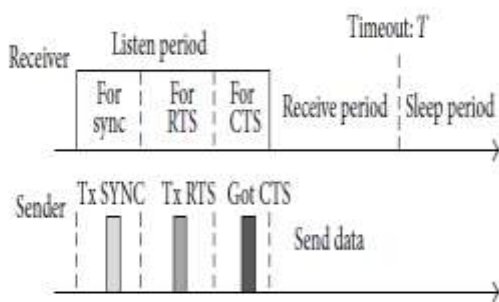 Timeout: T
Listen period
Receiver
For sync
For RTS
For CTS
Receive period
Sleep period
Sender
Tx SYNC
Tx RTS
Got CTS
Send data